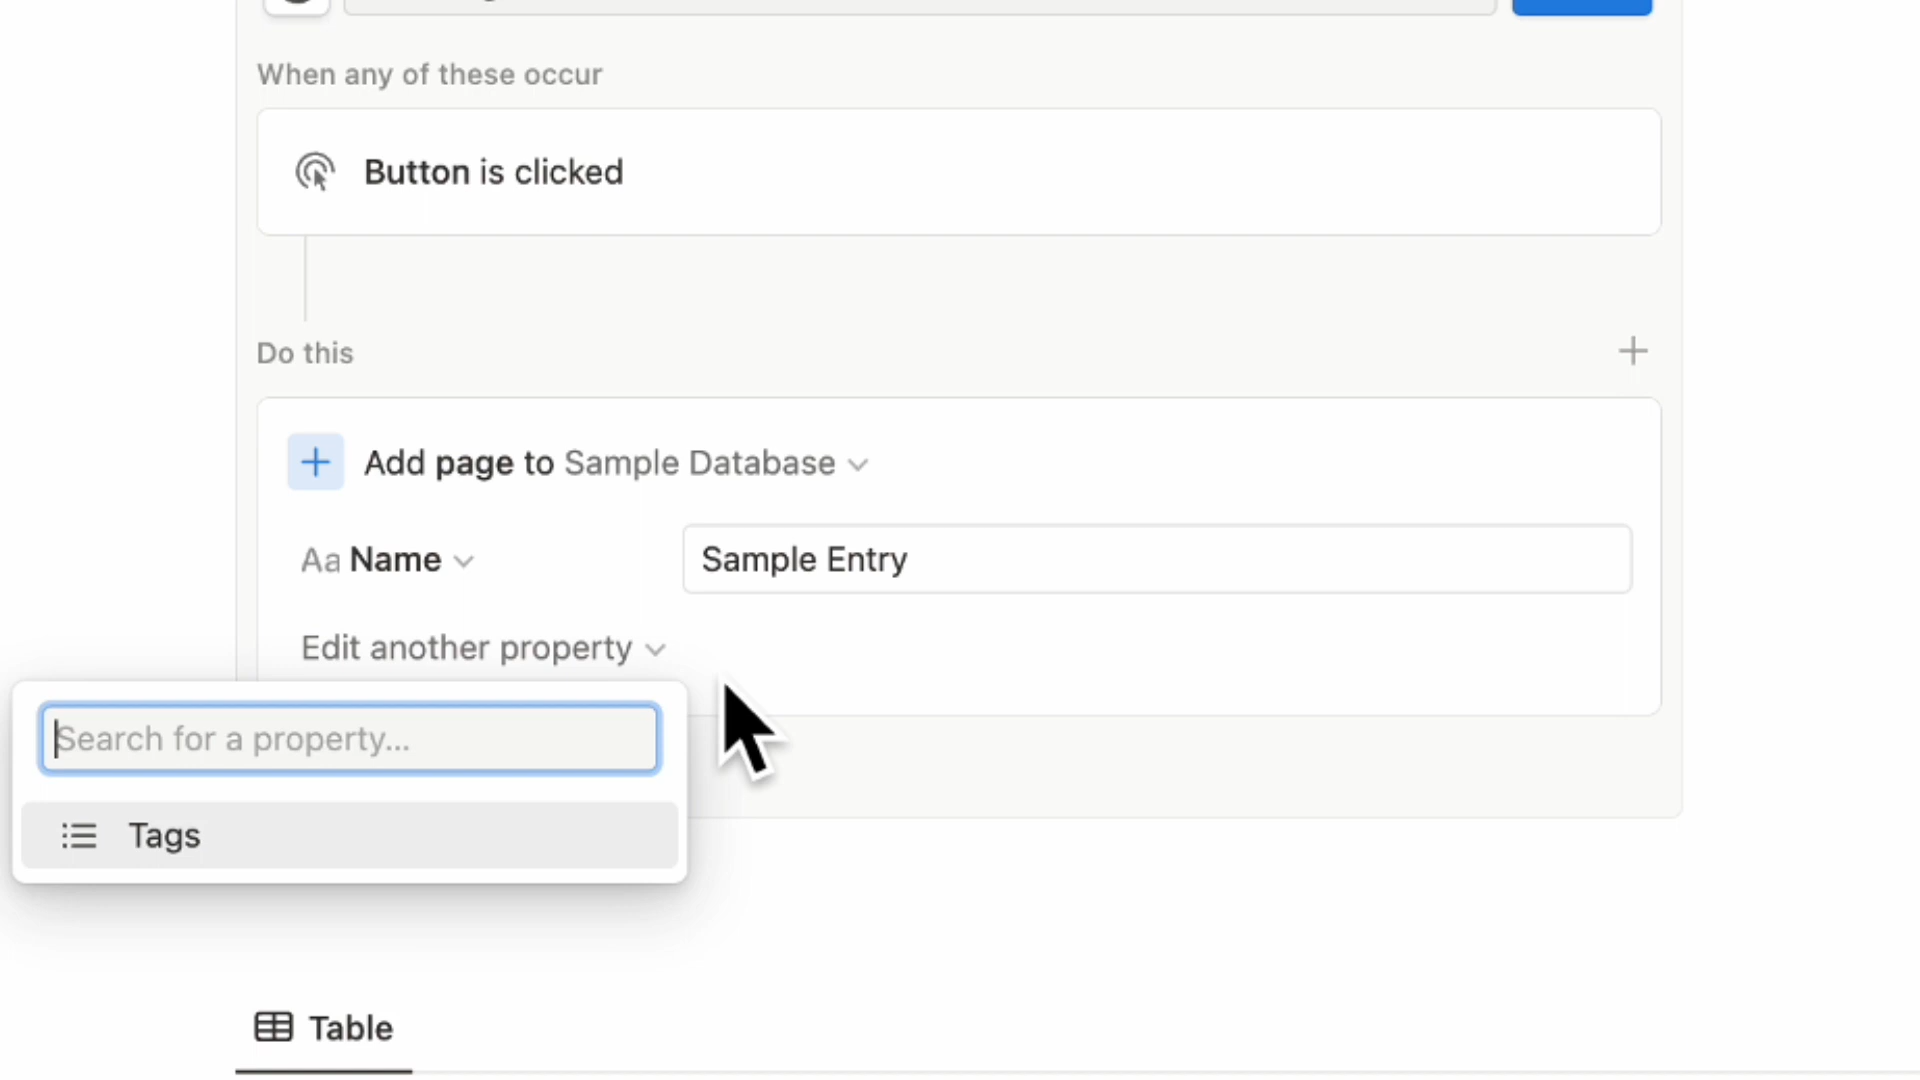 When any of these occur
Button is clicked
Do this
Add page to Sample Database
Aa Name
Sample Entry
Edit another property
Search for a property...
Tags
Table